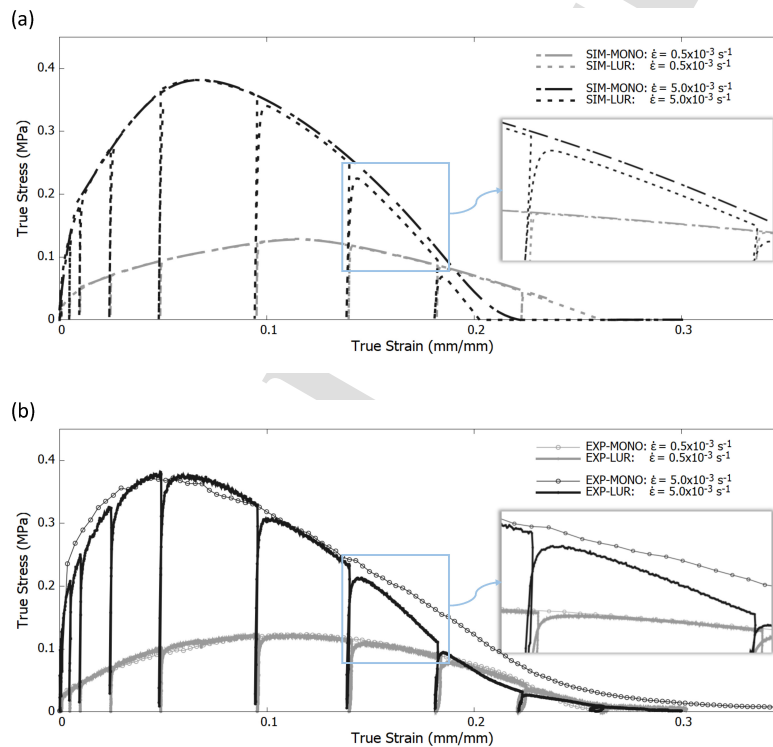 (a)
SIM-MONO: ε̇ = 0.5x10⁻³ s⁻¹
SIM-LUR: ε̇ = 0.5x10⁻³ s⁻¹
SIM-MONO: ε̇ = 5.0x10⁻³ s⁻¹
SIM-LUR: ε̇ = 5.0x10⁻³ s⁻¹
True Stress (MPa)
0.4
0.3
0.2
0.1
0
0 0.1 0.2 0.3
True Strain (mm/mm)
(b)
EXP-MONO: ε̇ = 0.5x10⁻³ s⁻¹
EXP-LUR: ε̇ = 0.5x10⁻³ s⁻¹
EXP-MONO: ε̇ = 5.0x10⁻³ s⁻¹
EXP-LUR: ε̇ = 5.0x10⁻³ s⁻¹
True Stress (MPa)
0.4
0.3
0.2
0.1
0
0 0.1 0.2 0.3
True Strain (mm/mm)